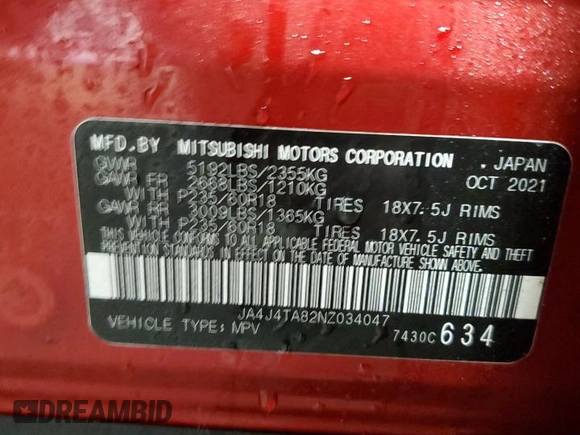 MFD.BY MITSUBISHI MOTORS CORPORATION . JAPAN
GVWR 5192LBS/2355KG OCT 2021
GAWR FR 2668LBS/1210KG
WITH P235/60R18 TIRES 18X7.5J RIMS
GAWR RR 3009LBS/1365KG
WITH P235/60R18 TIRES 18X7.5J RIMS
THIS VEHICLE CONFORMS TO ALL APPLICABLE FEDERAL MOTOR VEHICLE SAFETY AND THEFT
PREVENTION STANDARDS IN EFFECT ON THE DATE OF MANUFACTURE SHOWN ABOVE.
JA4J4TA82NZ034047
VEHICLE TYPE: MPV 7430C 634
DREAMBID